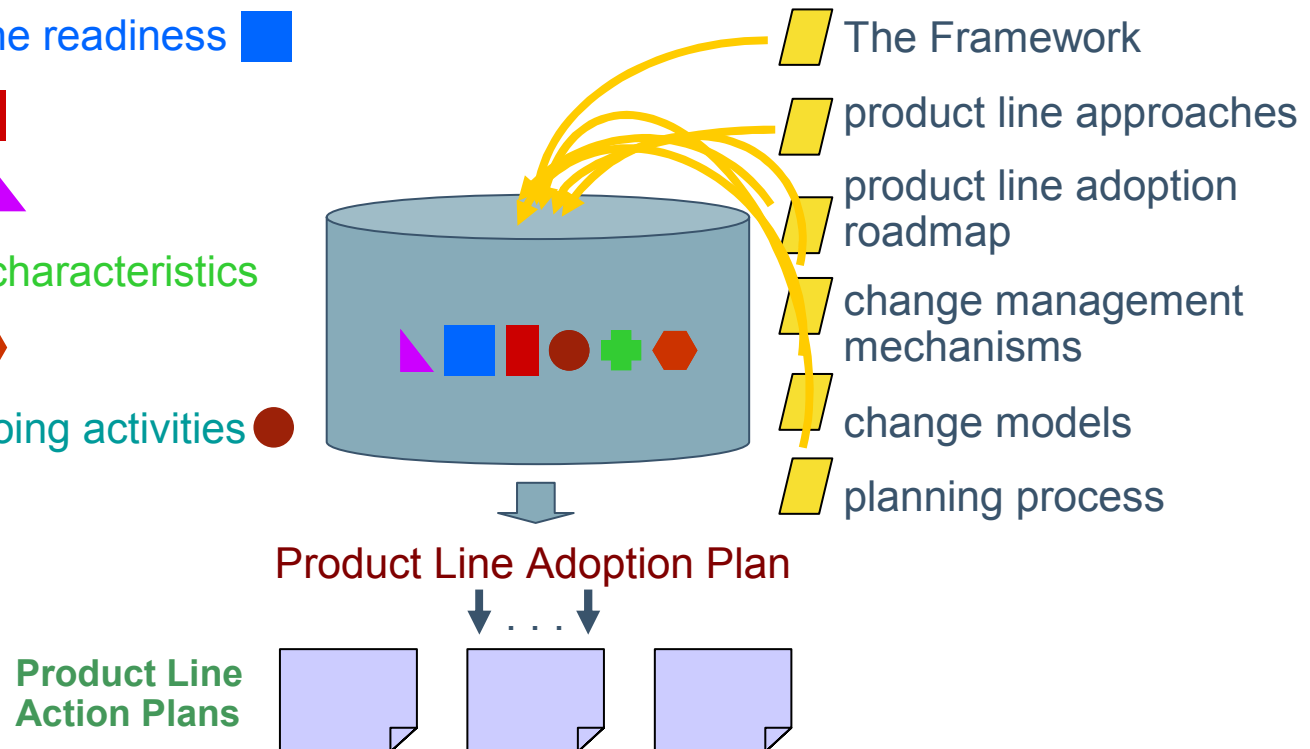 ne readiness
The Framework
product line approaches
product line adoption
roadmap
characteristics
change management
mechanisms
oing activities
change models
planning process
Product Line Adoption Plan
. . .
Product Line
Action Plans